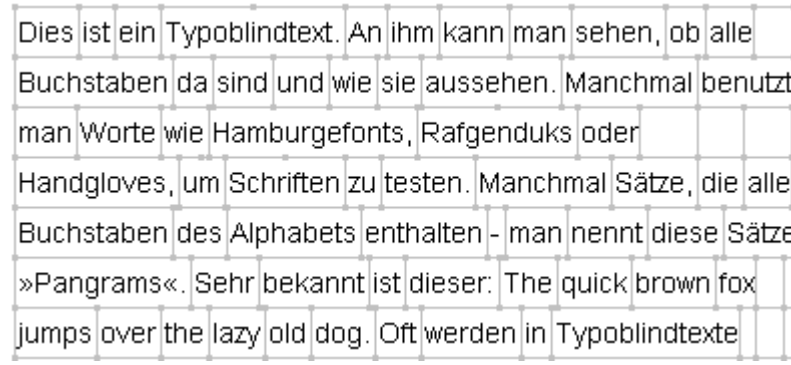 Dies ist ein Typoblindtext. An ihm kann man sehen, ob alle
Buchstaben da sind und wie sie aussehen. Manchmal benutzt
man Worte wie Hamburgefonts, Rafgenduks oder
Handgloves, um Schriften zu testen. Manchmal Sätze, die alle
Buchstaben des Alphabets enthalten - man nennt diese Sätze
»Pangrams«. Sehr bekannt ist dieser: The quick brown fox
jumps over the lazy old dog. Oft werden in Typoblindtexte